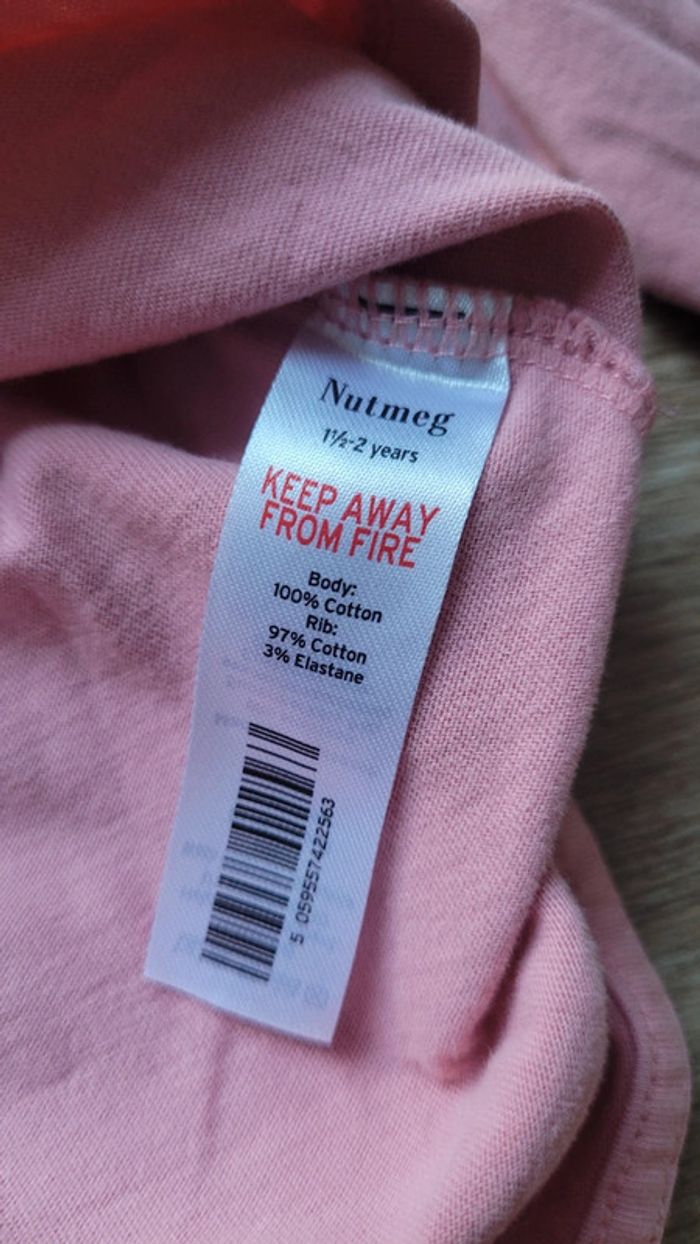 Nutmeg
1½-2 years
KEEP AWAY
FROM FIRE
Body:
100% Cotton
Rib:
97% Cotton
3% Elastane
5 059557422563